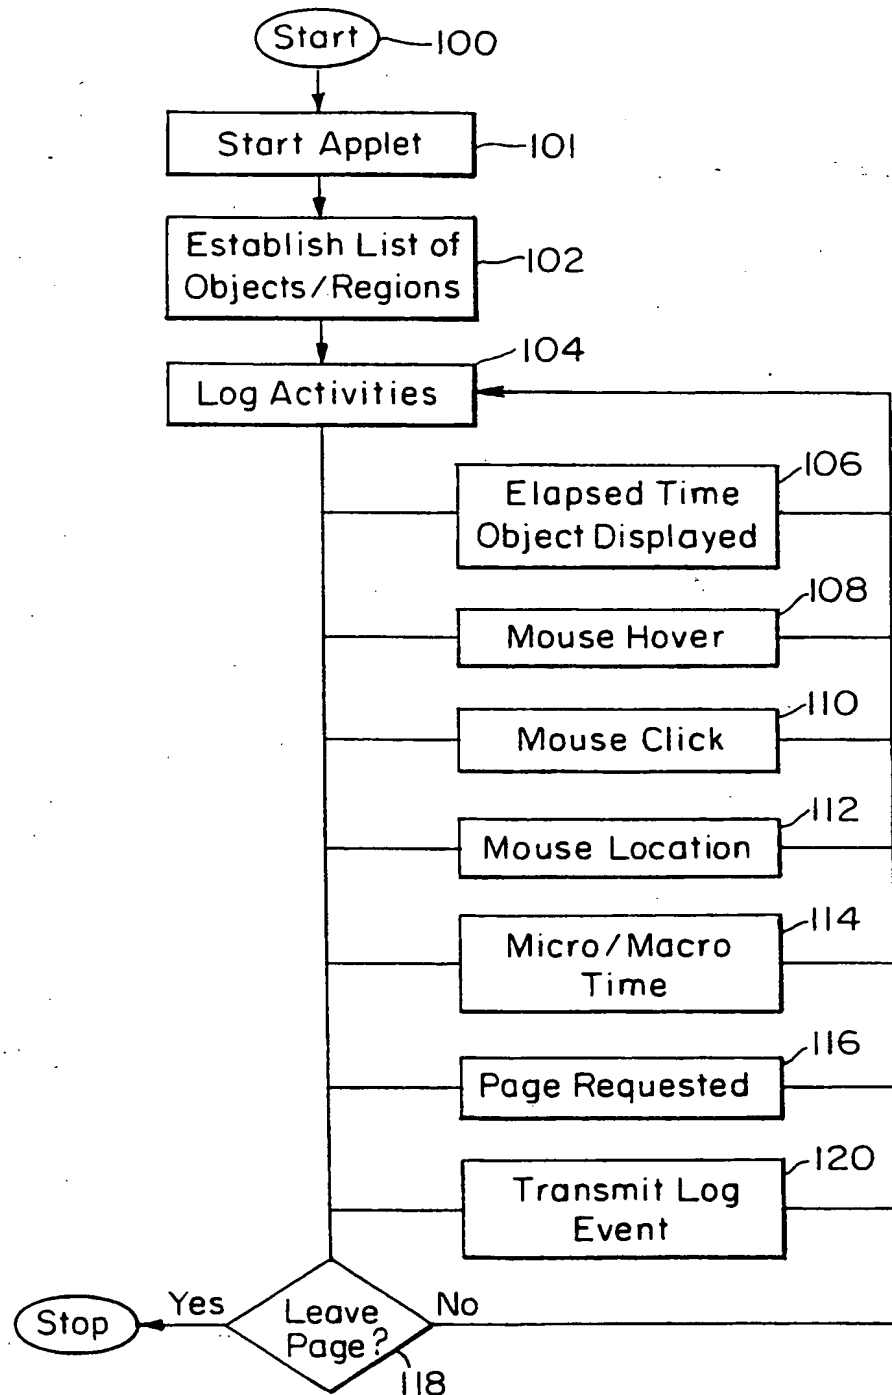 Start
100
Start Applet
101
Establish List of
Objects/Regions
102
104
Log Activities
106
Elapsed Time
Object Displayed
108
Mouse Hover
110
Mouse Click
112
Mouse Location
114
Micro/Macro
Time
116
Page Requested
120
Transmit Log
Event
Stop
Yes
Leave
Page?
No
118